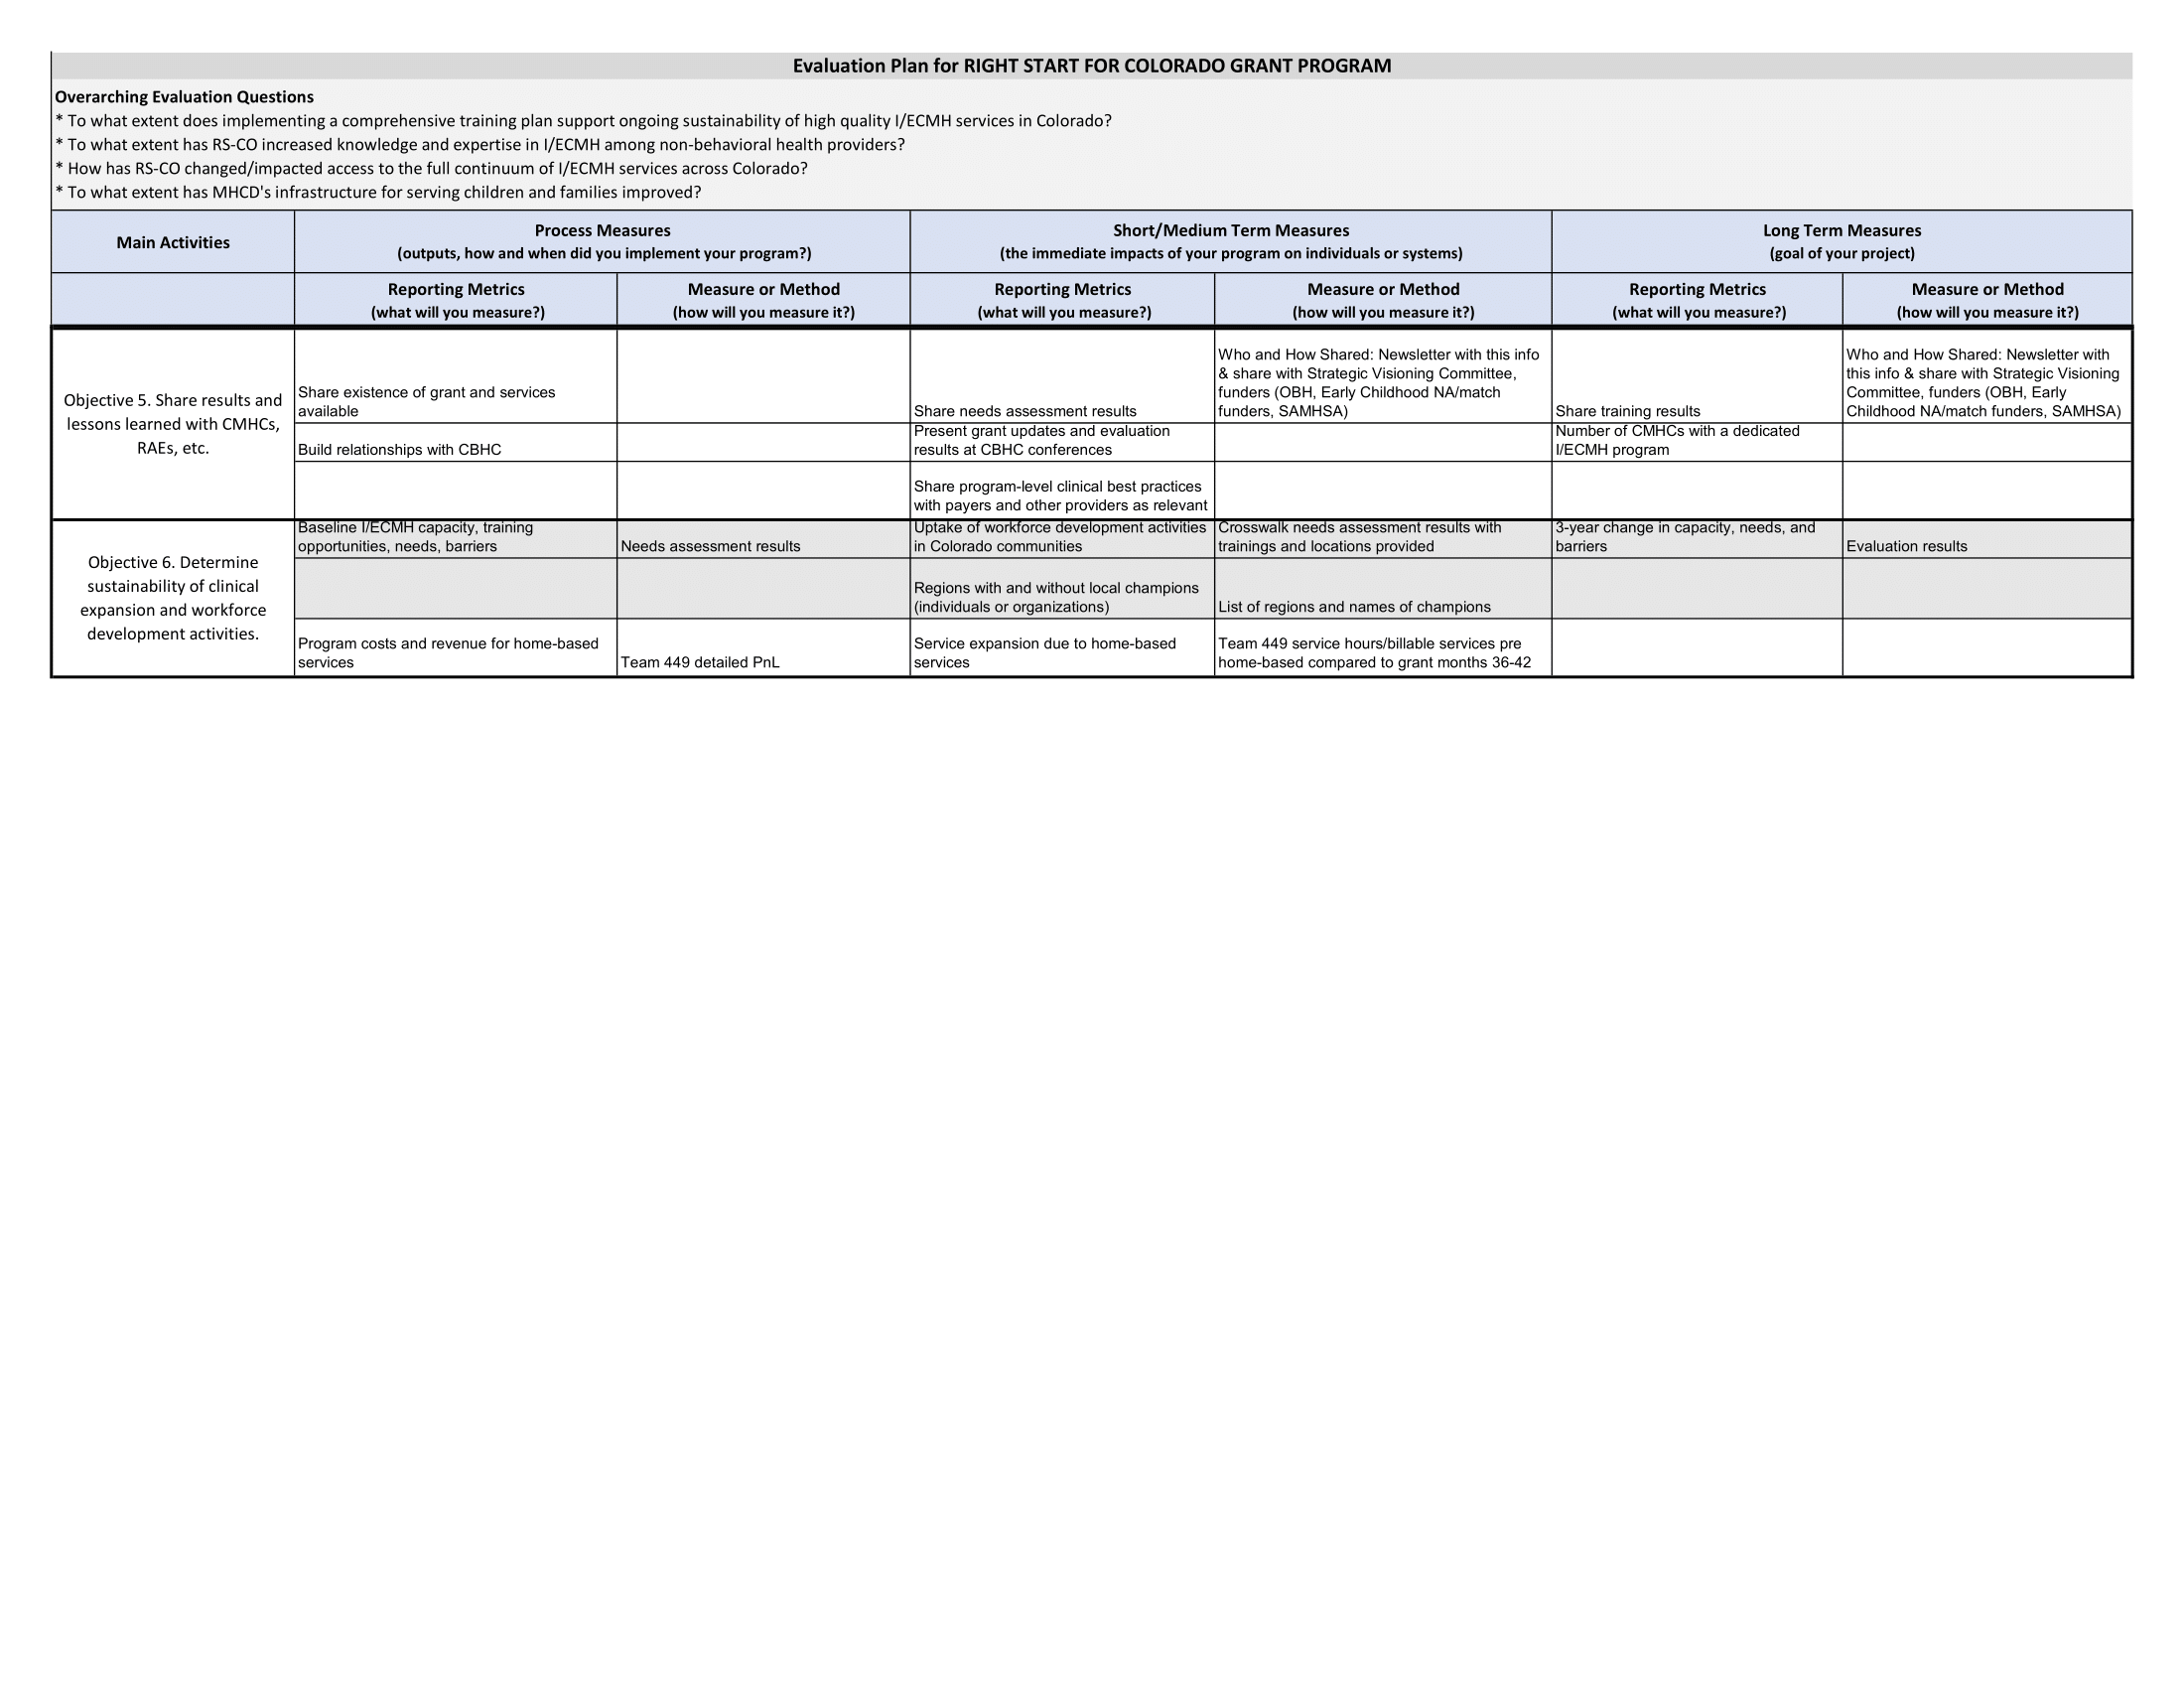 Evaluation Plan for RIGHT START FOR COLORADO GRANT PROGRAM
Overarching Evaluation Questions
* To what extent does implementing a comprehensive training plan support ongoing sustainability of high quality I/ECMH services in Colorado?
* To what extent has RS-CO increased knowledge and expertise in I/ECMH among non-behavioral health providers?
* How has RS-CO changed/impacted access to the full continuum of I/ECMH services across Colorado?
* To what extent has MHCD's infrastructure for serving children and families improved?
Main Activities
Process Measures
(outputs, how and when did you implement your program?)
Short/Medium Term Measures
(the immediate impacts of your program on individuals or systems)
Long Term Measures
(goal of your project)
Reporting Metrics
(what will you measure?)
Measure or Method
(how will you measure it?)
Reporting Metrics
(what will you measure?)
Measure or Method
(how will you measure it?)
Reporting Metrics
(what will you measure?)
Measure or Method
(how will you measure it?)
Objective 5. Share results and
lessons learned with CMHCs,
RAEs, etc.
Share existence of grant and services
available
Share needs assessment results
Who and How Shared: Newsletter with this info
& share with Strategic Visioning Committee,
funders (OBH, Early Childhood NA/match
funders, SAMHSA)
Share training results
Who and How Shared: Newsletter with
this info & share with Strategic Visioning
Committee, funders (OBH, Early
Childhood NA/match funders, SAMHSA)
Build relationships with CBHC
Present grant updates and evaluation
results at CBHC conferences
Number of CMHCs with a dedicated
I/ECMH program
Share program-level clinical best practices
with payers and other providers as relevant
Objective 6. Determine
sustainability of clinical
expansion and workforce
development activities.
Baseline I/ECMH capacity, training
opportunities, needs, barriers
Needs assessment results
Uptake of workforce development activities
in Colorado communities
Crosswalk needs assessment results with
trainings and locations provided
3-year change in capacity, needs, and
barriers
Evaluation results
Regions with and without local champions
(individuals or organizations)
List of regions and names of champions
Program costs and revenue for home-based
services
Team 449 detailed PnL
Service expansion due to home-based
services
Team 449 service hours/billable services pre
home-based compared to grant months 36-42